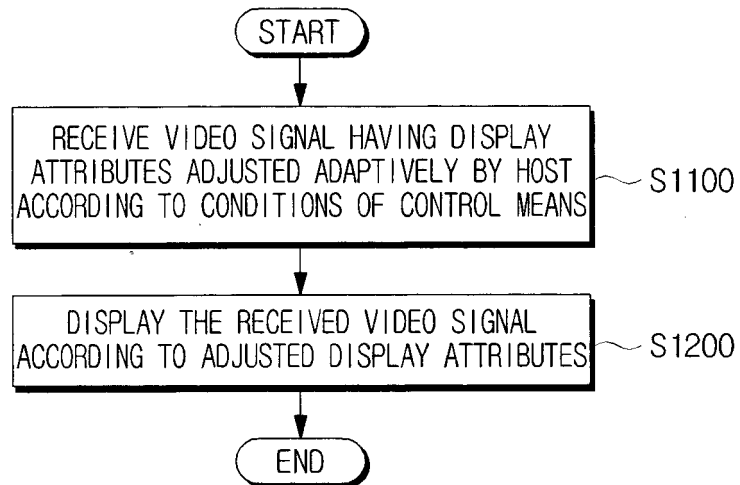 START
RECEIVE VIDEO SIGNAL HAVING DISPLAY
ATTRIBUTES ADJUSTED ADAPTIVELY BY HOST
ACCORDING TO CONDITIONS OF CONTROL MEANS
S1100
DISPLAY THE RECEIVED VIDEO SIGNAL
ACCORDING TO ADJUSTED DISPLAY ATTRIBUTES
S1200
END